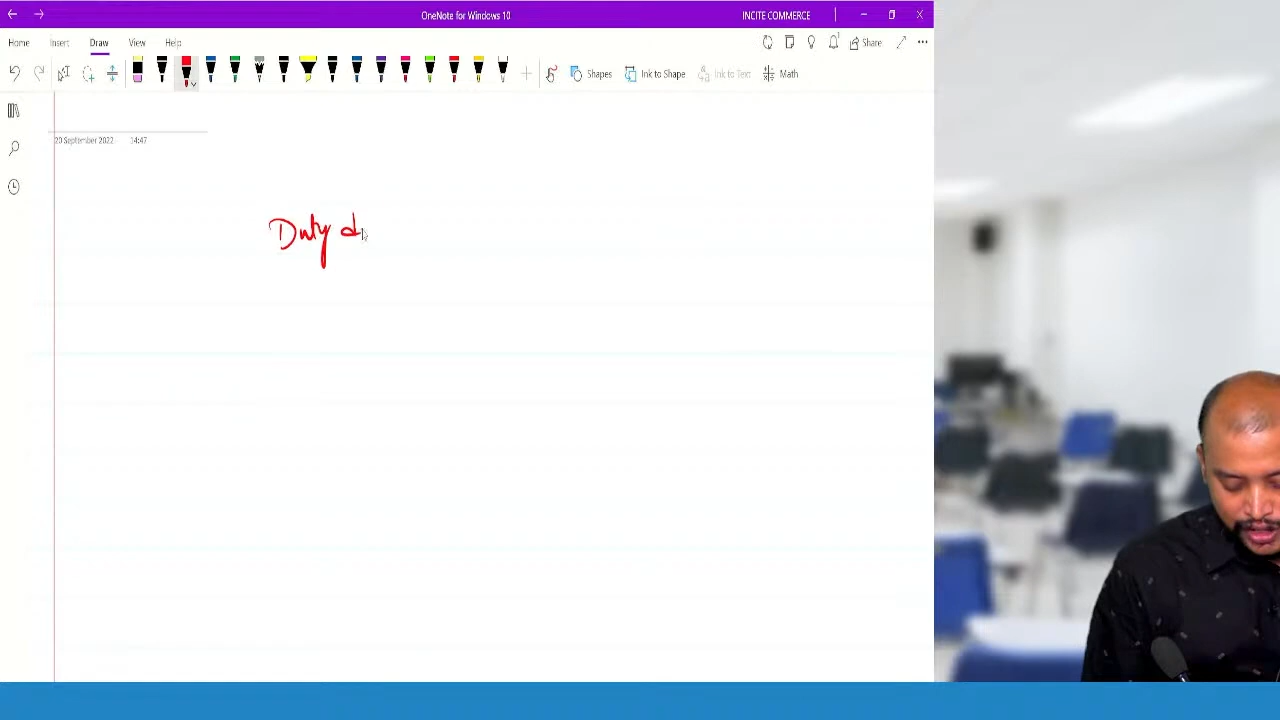 OneNote for Windows 10
INCITE COMMERCE
Home Insert Draw View Help
Share
Shapes
Ink to Shape
Ink to Text
Math
20 September 2022 14:47
Duty d